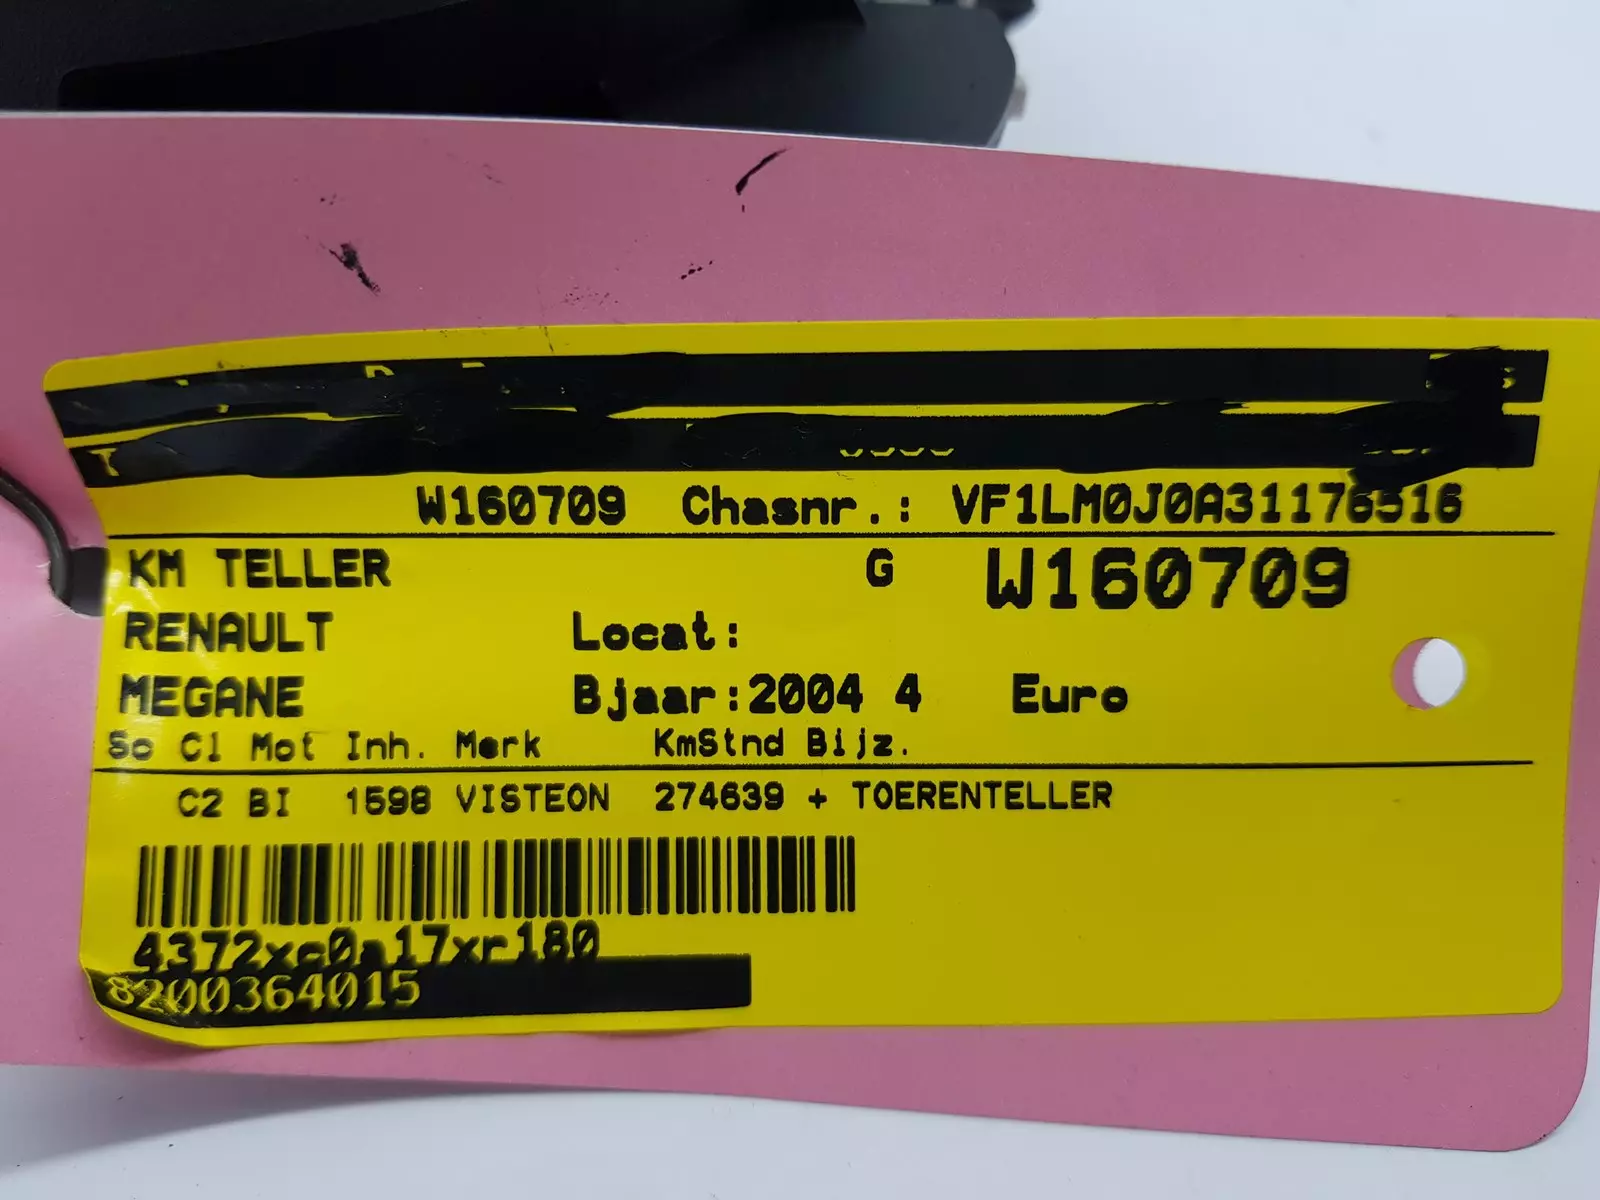 W160709 Chasnr.: VF1LM0J0A31176516
KM TELLER G W160709
RENAULT Locat:
MEGANE Bjaar:2004 4 Euro
So Cl Mot Inh. Merk KmStnd Bijz.
C2 BI 1598 VISTEON 274639 + TOERENTELLER
4372xc0a17xr180
8200364015